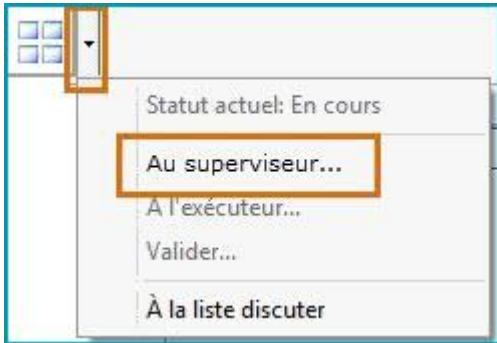 Statut actuel: En cours
Au superviseur...
A l'exécuteur...
Valider...
À la liste discuter